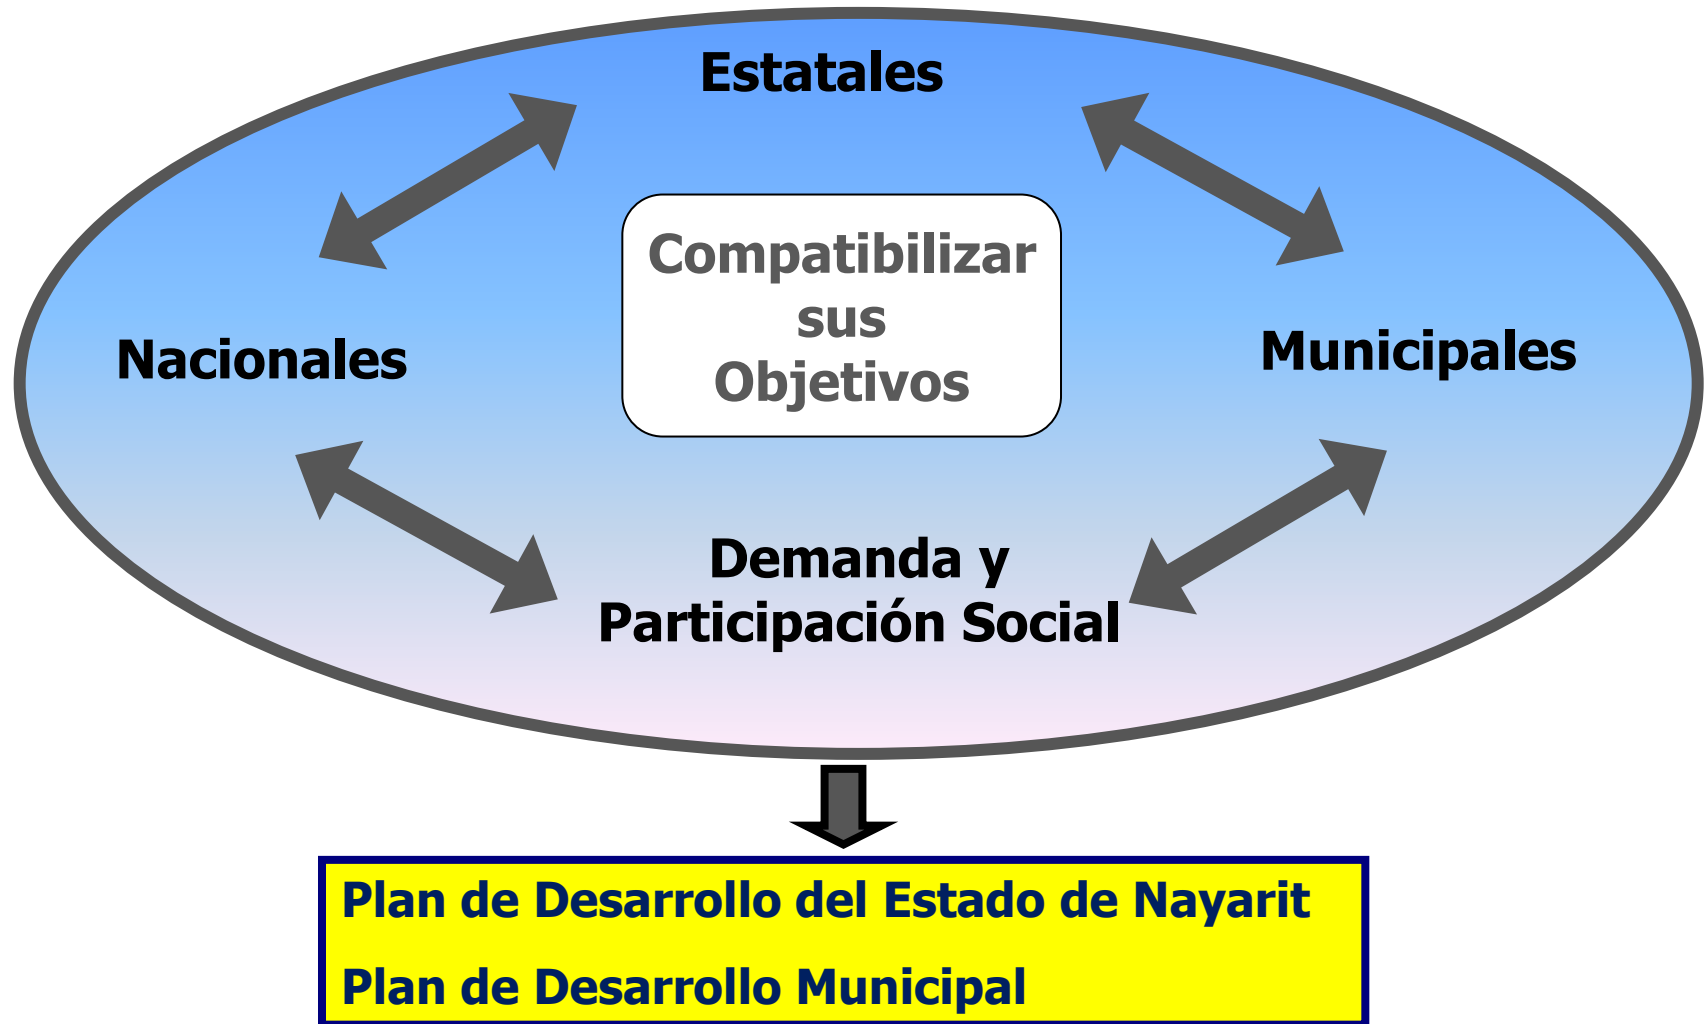 Estatales
Compatibilizar
sus
Objetivos
Nacionales
Municipales
Demanda y
Participación Social
Plan de Desarrollo del Estado de Nayarit
Plan de Desarrollo Municipal